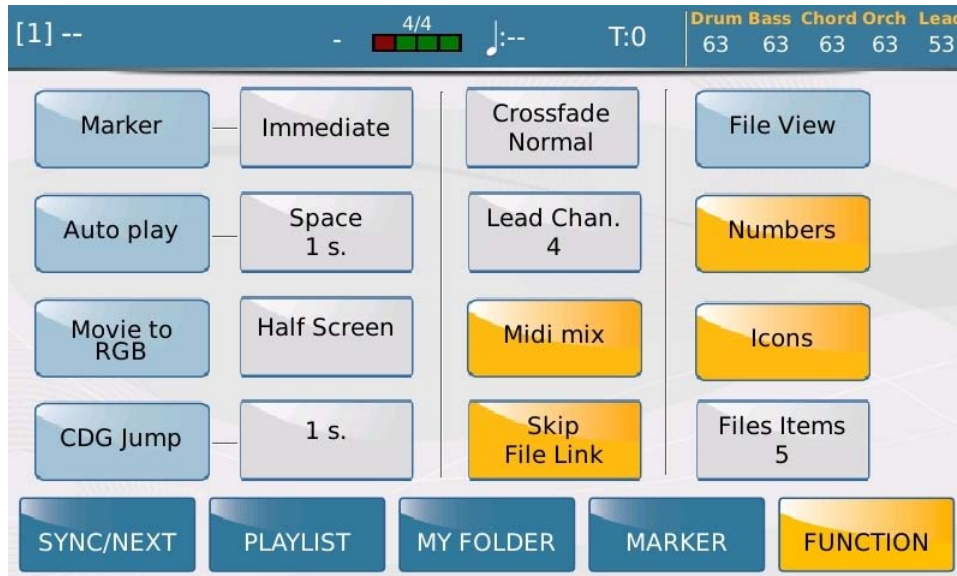 [1] --
-
4/4
:--
T:0
Drum Bass Chord Orch Lead
63 63 63 63 53
Marker
Immediate
Crossfade
Normal
File View
Auto play
Space
1 s.
Lead Chan.
4
Numbers
Movie to
RGB
Half Screen
Midi mix
Icons
CDG Jump
1 s.
Skip
File Link
Files Items
5
SYNC/NEXT
PLAYLIST
MY FOLDER
MARKER
FUNCTION